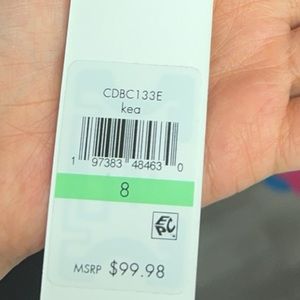 CDBC133E
kea
1 97383 48463 0
8
EPC
MSRP $99.98